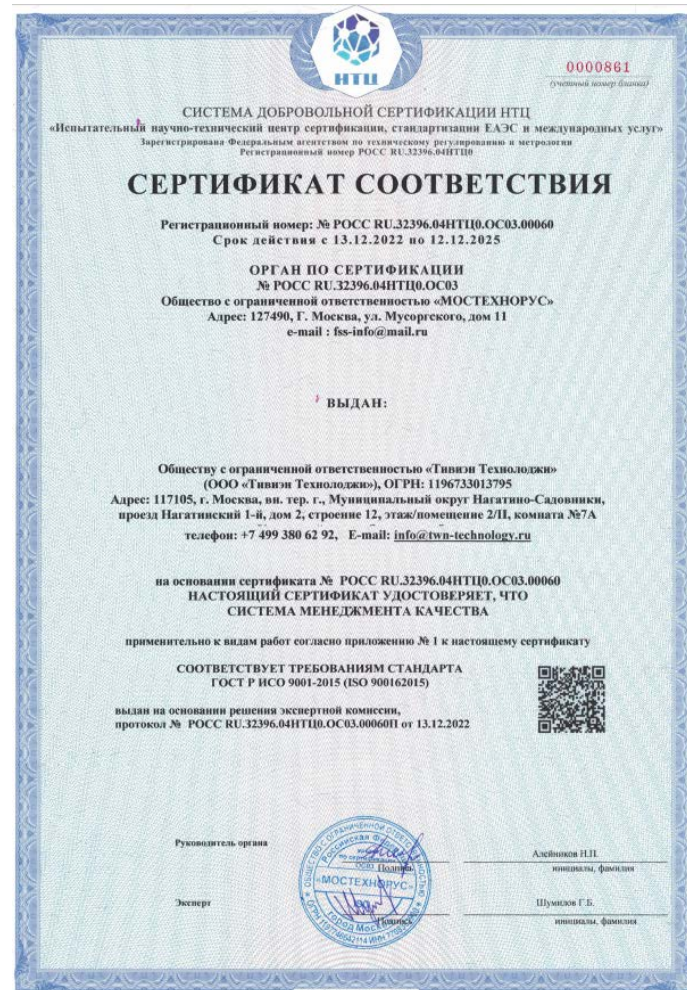 НТЦ
0000861
(учетный номер бланка)
СИСТЕМА ДОБРОВОЛЬНОЙ СЕРТИФИКАЦИИ НТЦ
«Испытательный научно-технический центр сертификации, стандартизации ЕАЭС и международных услуг»
Зарегистрирована Федеральным агентством по техническому регулированию и метрологии
Регистрационный номер РОСС RU.32396.04НТЦ0
СЕРТИФИКАТ СООТВЕТСТВИЯ
Регистрационный номер: № РОСС RU.32396.04НТЦ0.ОС03.00060
Срок действия с 13.12.2022 по 12.12.2025
ОРГАН ПО СЕРТИФИКАЦИИ
№ РОСС RU.32396.04НТЦ0.ОС03
Общество с ограниченной ответственностью «МОСТЕХНОРУС»
Адрес: 127490, Г. Москва, ул. Мусоргского, дом 11
e-mail : fss-info@mail.ru
ВЫДАН:
Обществу с ограниченной ответственностью «Тивиэн Технолоджи»
(ООО «Тивиэн Технолоджи»), ОГРН: 1196733013795
Адрес: 117105, г. Москва, вн. тер. г., Муниципальный округ Нагатино-Садовники,
проезд Нагатинский 1-й, дом 2, строение 12, этаж/помещение 2/II, комната №7А
телефон: +7 499 380 62 92, E-mail: info@twn-technology.ru
на основании сертификата № РОСС RU.32396.04НТЦ0.ОС03.00060
НАСТОЯЩИЙ СЕРТИФИКАТ УДОСТОВЕРЯЕТ, ЧТО
СИСТЕМА МЕНЕДЖМЕНТА КАЧЕСТВА
применительно к видам работ согласно приложению № 1 к настоящему сертификату
СООТВЕТСТВУЕТ ТРЕБОВАНИЯМ СТАНДАРТА
ГОСТ Р ИСО 9001-2015 (ISO 900162015)
выдан на основании решения экспертной комиссии,
протокол № РОСС RU.32396.04НТЦ0.ОС03.00060П от 13.12.2022
Руководитель органа
Подпись
Алейников Н.П.
инициалы, фамилия
Эксперт
Подпись
Шумилов Г.Б.
инициалы, фамилия
«МОСТЕХНОРУС»
город Москва